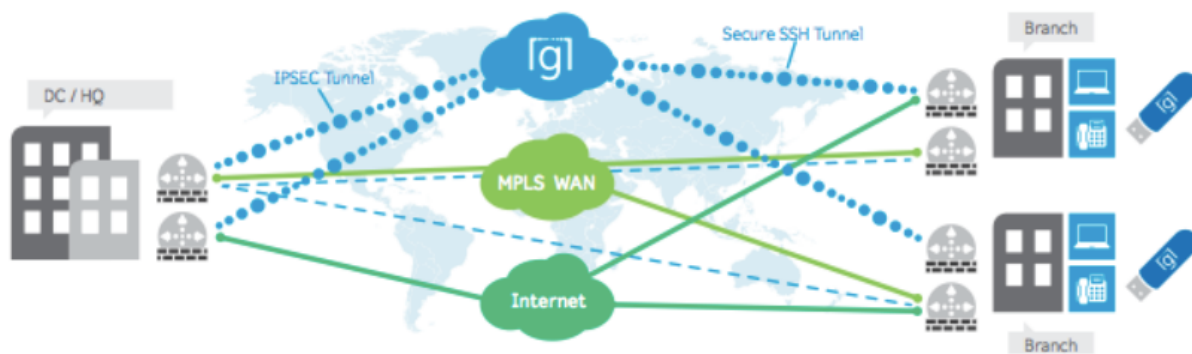 Branch
Secure SSH Tunnel
[g]
IPSEC Tunnel
DC / HQ
[g]
MPLS WAN
[g]
Internet
Branch